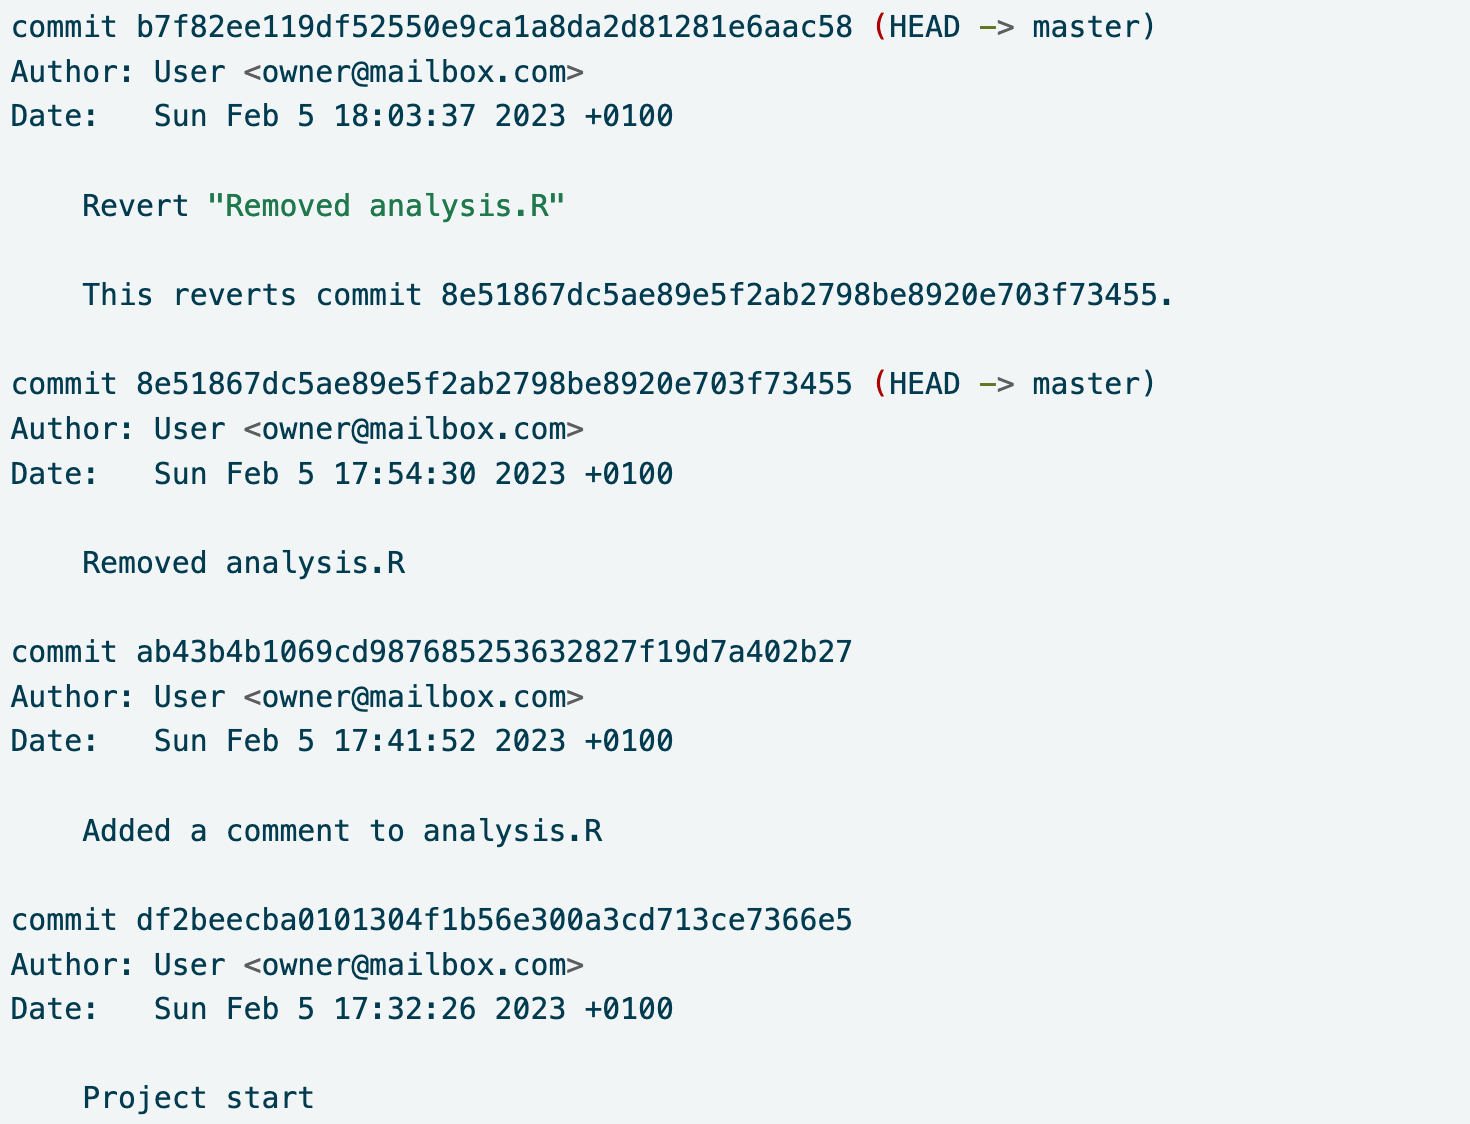 commit b7f82ee119df52550e9ca1a8da2d81281e6aac58 (HEAD -> master)
Author: User <owner@mailbox.com>
Date:   Sun Feb 5 18:03:37 2023 +0100
Revert "Removed analysis.R"
This reverts commit 8e51867dc5ae89e5f2ab2798be8920e703f73455.
commit 8e51867dc5ae89e5f2ab2798be8920e703f73455 (HEAD -> master)
Author: User <owner@mailbox.com>
Date:   Sun Feb 5 17:54:30 2023 +0100
Removed analysis.R
commit ab43b4b1069cd987685253632827f19d7a402b27
Author: User <owner@mailbox.com>
Date:   Sun Feb 5 17:41:52 2023 +0100
Added a comment to analysis.R
commit df2beecba0101304f1b56e300a3cd713ce7366e5
Author: User <owner@mailbox.com>
Date:   Sun Feb 5 17:32:26 2023 +0100
Project start